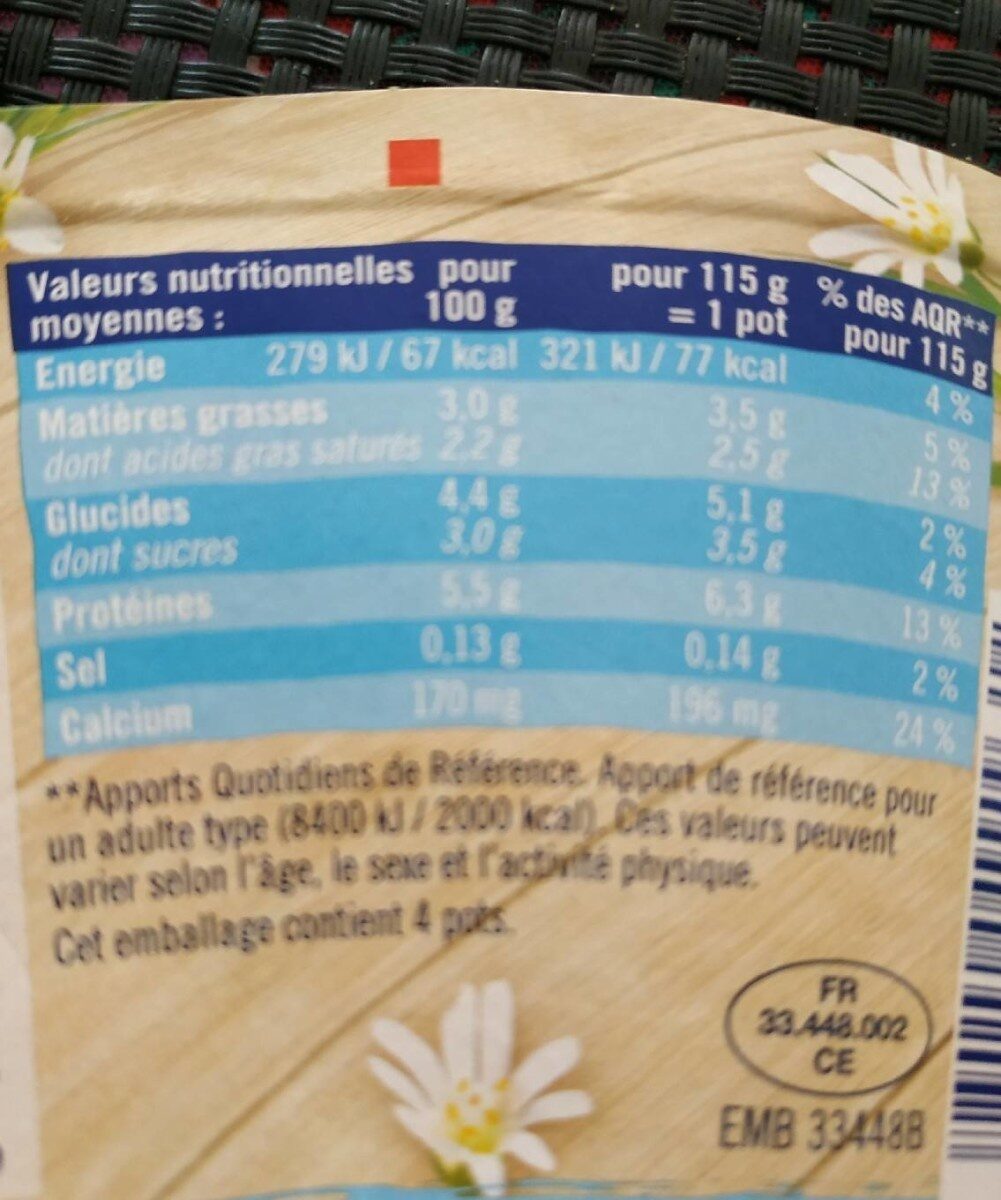 Valeurs nutritionnelles moyennes : pour 100 g pour 115 g = 1 pot % des AQR** pour 115 g
Energie 279 kJ / 67 kcal 321 kJ / 77 kcal 4 %
Matières grasses 3,0 g 3,5 g 5 %
dont acides gras saturés 2,2 g 2,5 g 13 %
Glucides 4,4 g 5,1 g 2 %
dont sucres 3,0 g 3,5 g 4 %
Protéines 5,5 g 6,3 g 13 %
Sel 0,13 g 0,14 g 2 %
Calcium 170 mg 196 mg 24 %
**Apports Quotidiens de Référence. Apport de référence pour
un adulte type (8400 kJ / 2000 kcal). Ces valeurs peuvent
varier selon l'âge, le sexe et l'activité physique.
Cet emballage contient 4 pots.
FR
33.448.002
CE
EMB 33448B